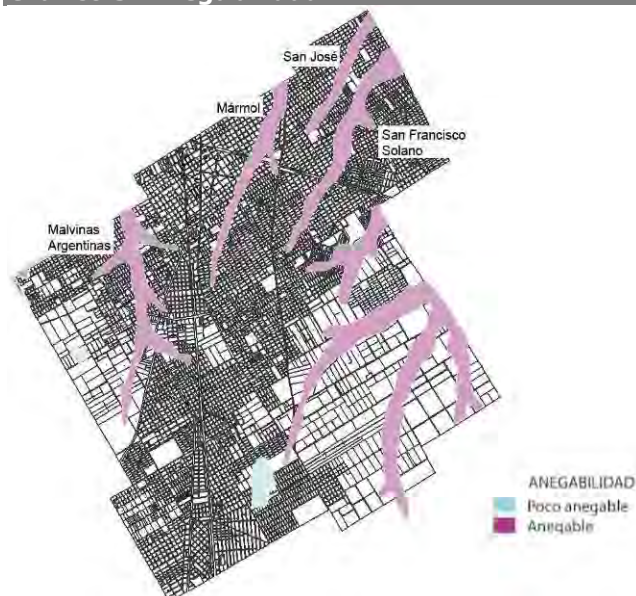 San José
Mármol
San Francisco
Solano
Malvinas
Argentinas
ANEGABILIDAD
Poco anegable
Anegable